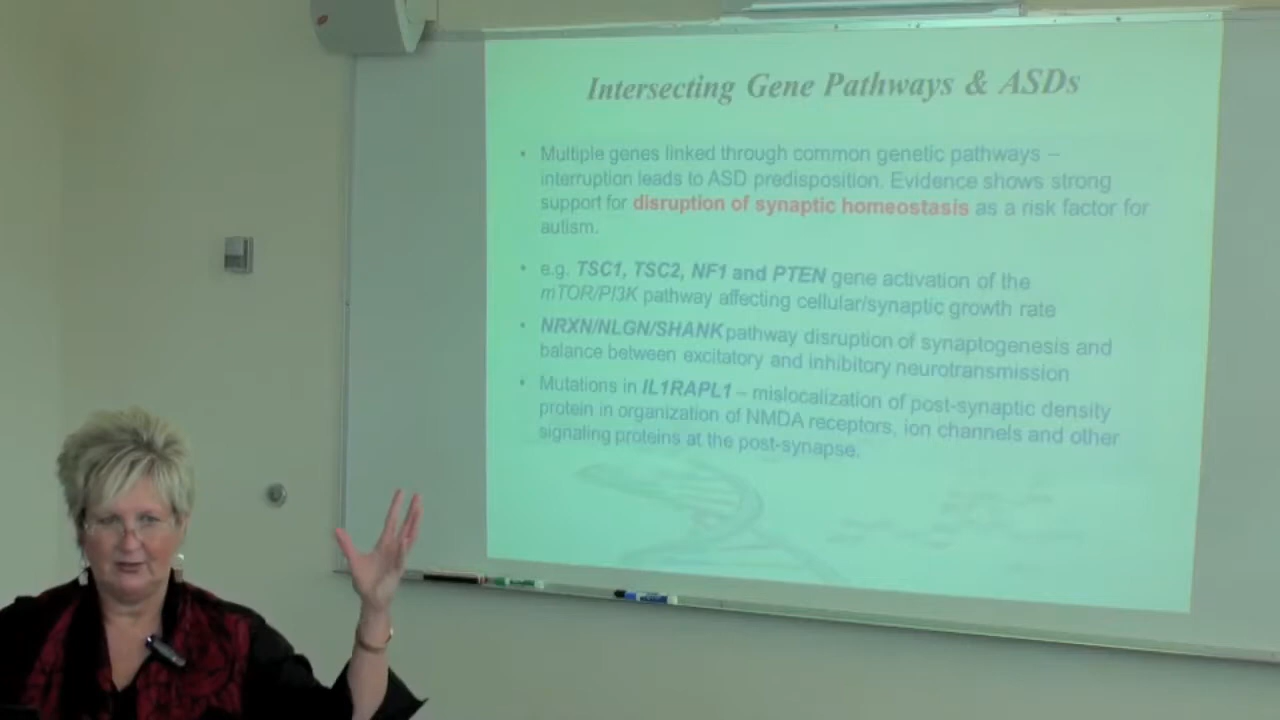 Intersecting Gene Pathways & ASDs
• Multiple genes linked through common genetic pathways –
interruption leads to ASD predisposition. Evidence shows strong
support for disruption of synaptic homeostasis as a risk factor for
autism.
• e.g. TSC1, TSC2, NF1 and PTEN gene activation of the
mTOR/PI3K pathway affecting cellular/synaptic growth rate
• NRXN/NLGN/SHANK pathway disruption of synaptogenesis and
balance between excitatory and inhibitory neurotransmission
• Mutations in IL1RAPL1 – mislocalization of post-synaptic density
protein in organization of NMDA receptors, ion channels and other
signaling proteins at the post-synapse.